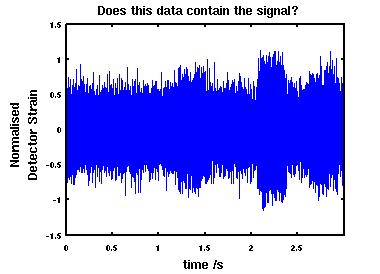 Does this data contain the signal?
Normalised
Detector Strain
1.5
1
0.5
0
-0.5
-1
-1.5
0 0.5 1 1.5 2 2.5
time /s